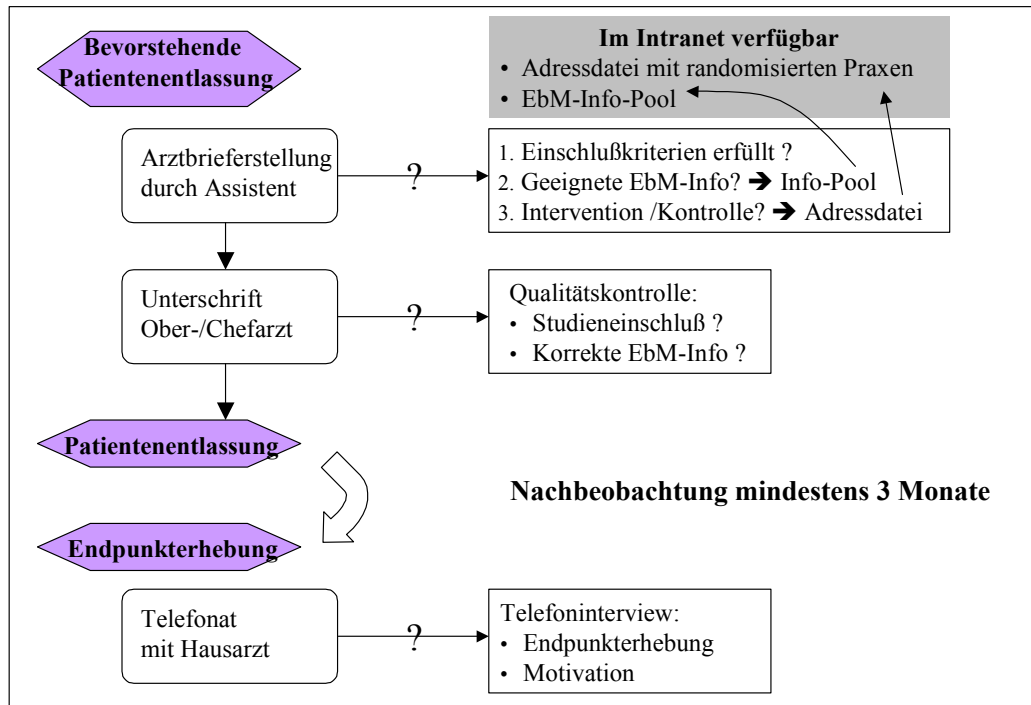 Bevorstehende
Patientenentlassung
Im Intranet verfügbar
• Adressdatei mit randomisierten Praxen
• EbM-Info-Pool
Arztbrieferstellung
durch Assistent
?
1. Einschlußkriterien erfüllt ?
2. Geeignete EbM-Info? ➔ Info-Pool
3. Intervention /Kontrolle? ➔ Adressdatei
Unterschrift
Ober-/Chefarzt
?
Qualitätskontrolle:
• Studieneinschluß ?
• Korrekte EbM-Info ?
Patientenentlassung
Nachbeobachtung mindestens 3 Monate
Endpunkterhebung
Telefonat
mit Hausarzt
?
Telefoninterview:
• Endpunkterhebung
• Motivation